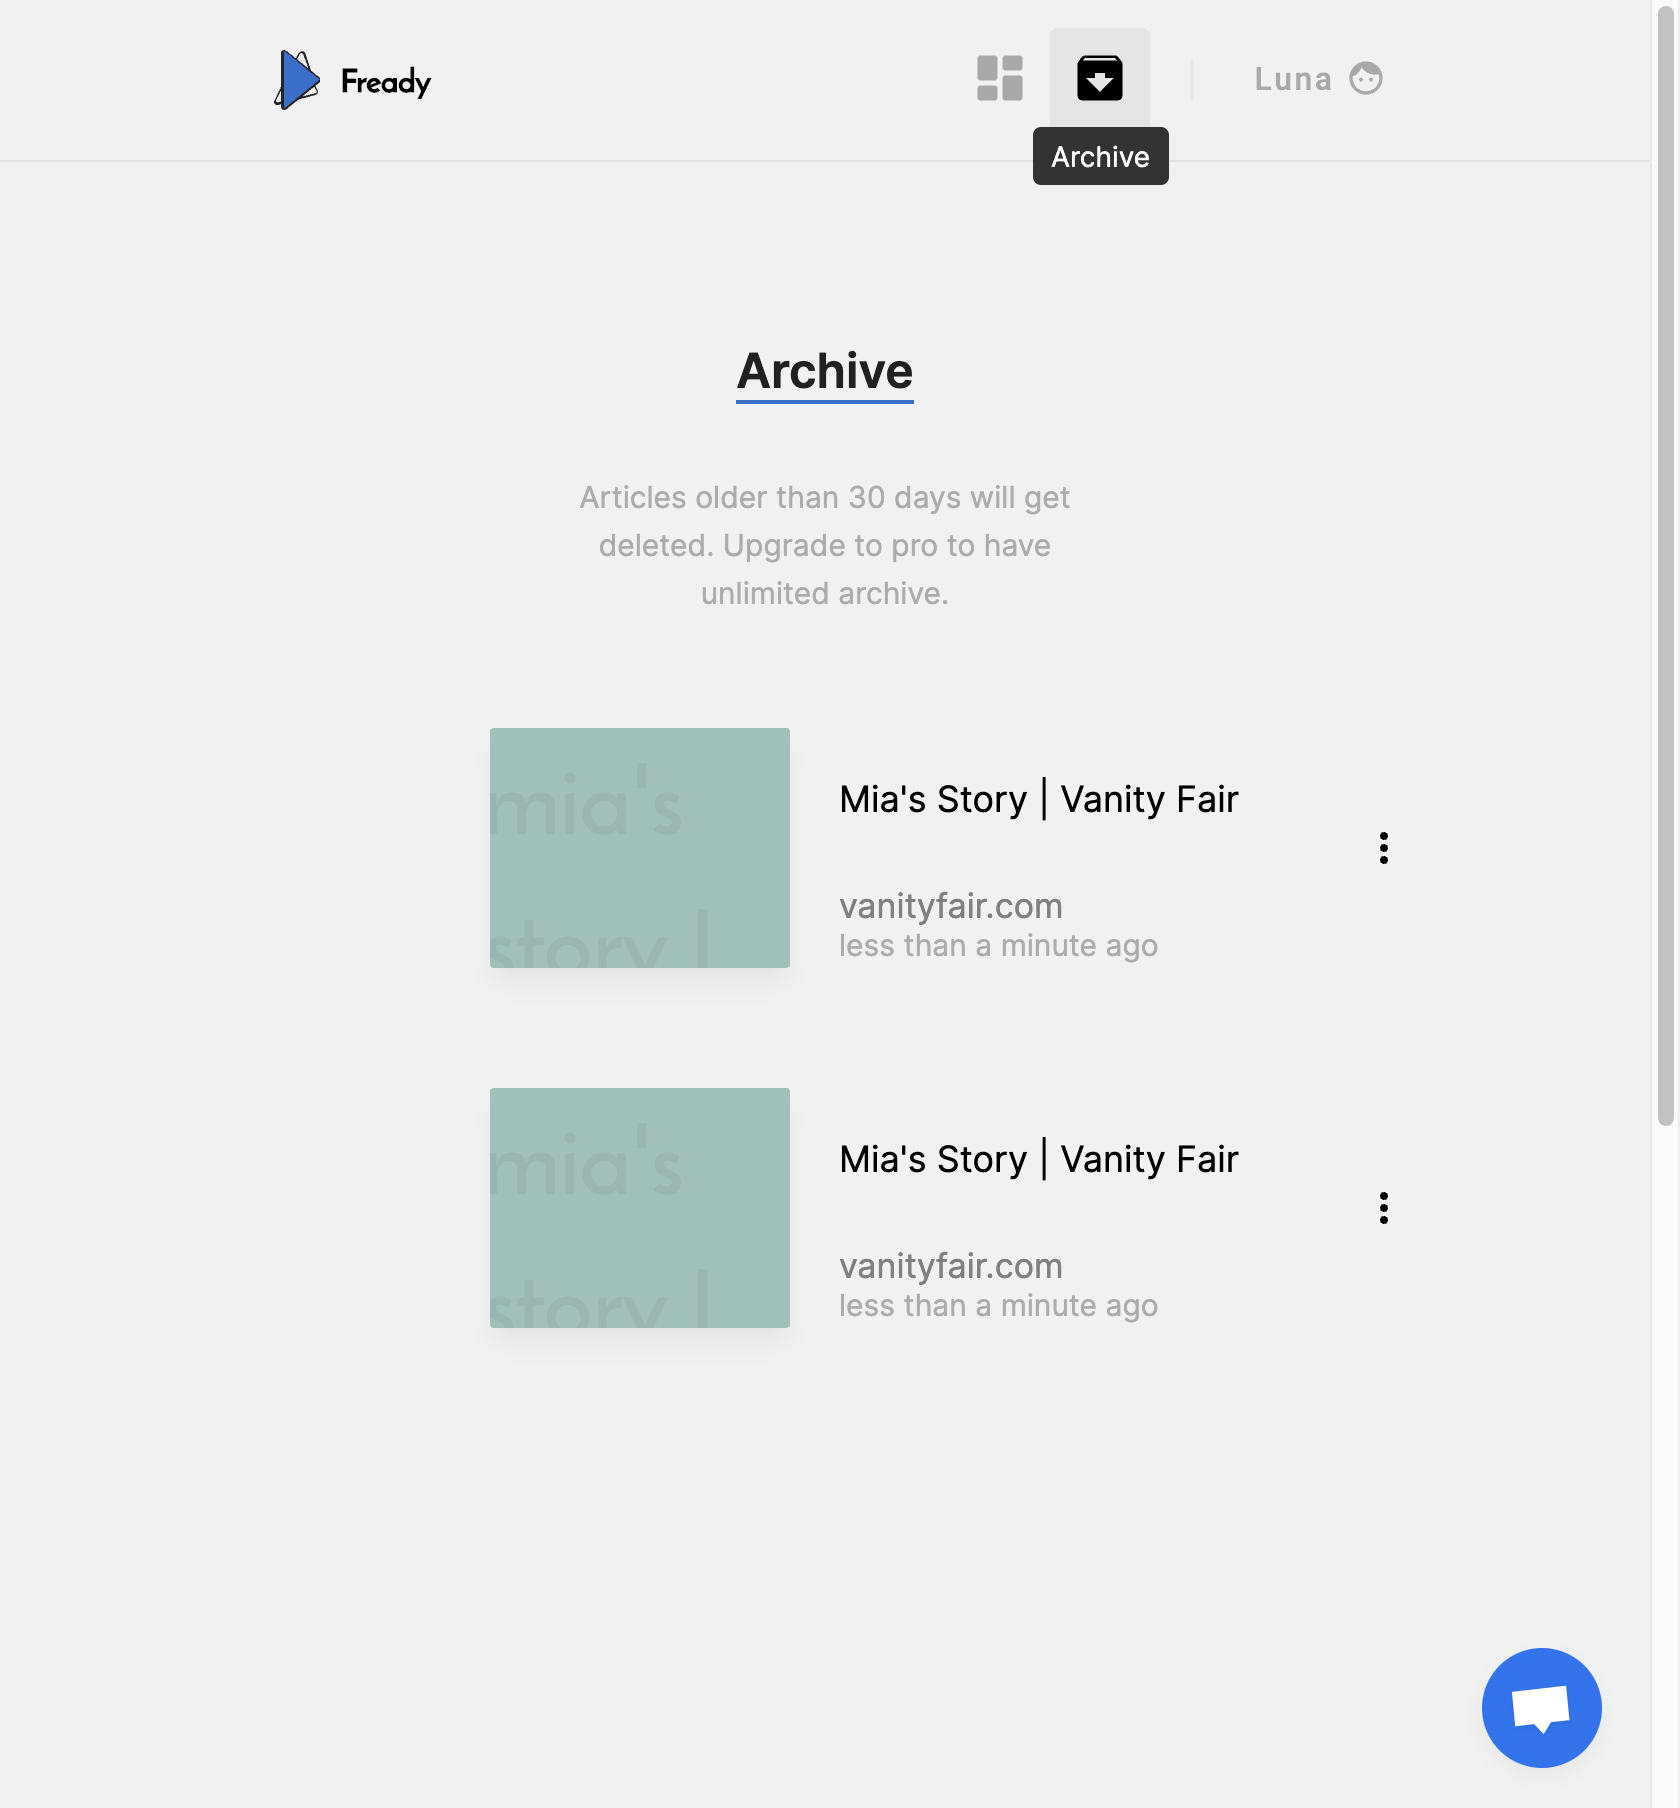 Fready
Luna
Archive
Archive
Articles older than 30 days will get
deleted. Upgrade to pro to have
unlimited archive.
mia's
story |
Mia's Story | Vanity Fair
vanityfair.com
less than a minute ago
mia's
story |
Mia's Story | Vanity Fair
vanityfair.com
less than a minute ago